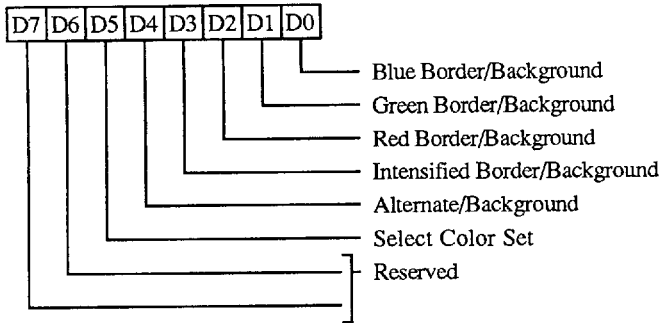 D7 D6 D5 D4 D3 D2 D1 D0
Blue Border/Background
Green Border/Background
Red Border/Background
Intensified Border/Background
Alternate/Background
Select Color Set
Reserved